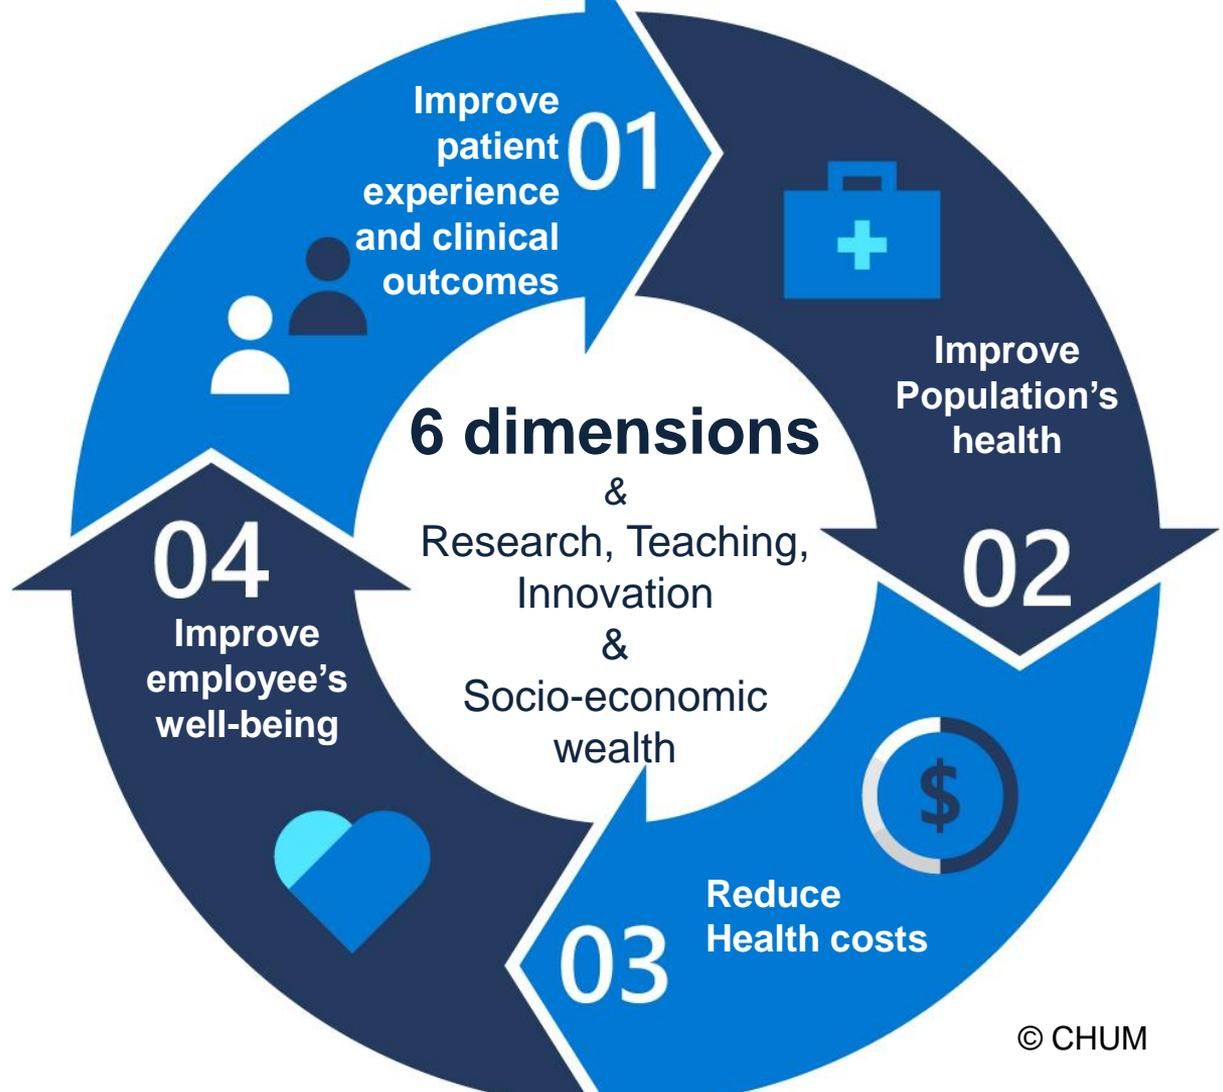 Improve
patient
experience
and clinical
outcomes
01
Improve
Population’s
health
02
6 dimensions
&
Research, Teaching,
Innovation
&
Socio-economic
wealth
04
Improve
employee’s
well-being
$
Reduce
Health costs
03
© CHUM